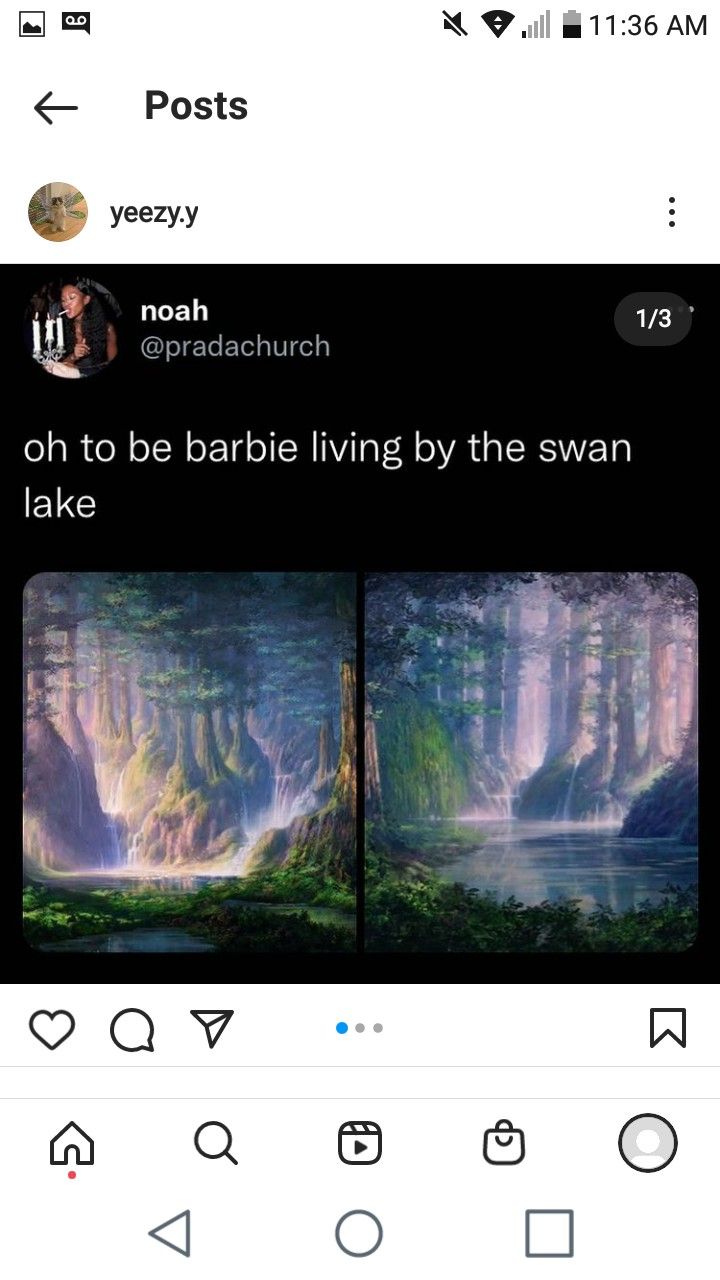 11:36 AM
Posts
yeezy.y
noah
@pradachurch
1/3
oh to be barbie living by the swan
lake